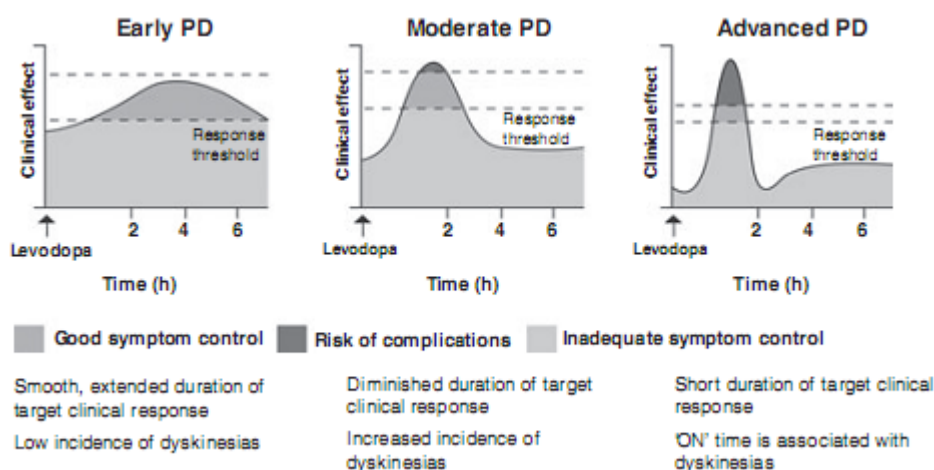 Early PD
Moderate PD
Advanced PD
Clinical effect
Response
threshold
2 4 6
Levodopa
Time (h)
Clinical effect
Response
threshold
2 4 6
Levodopa
Time (h)
Clinical effect
Response
threshold
2 4 6
Levodopa
Time (h)
Good symptom control
Risk of complications
Inadequate symptom control
Smooth, extended duration of
target clinical response
Low incidence of dyskinesias
Diminished duration of target
clinical response
Increased incidence of
dyskinesias
Short duration of target clinical
response
'ON' time is associated with
dyskinesias